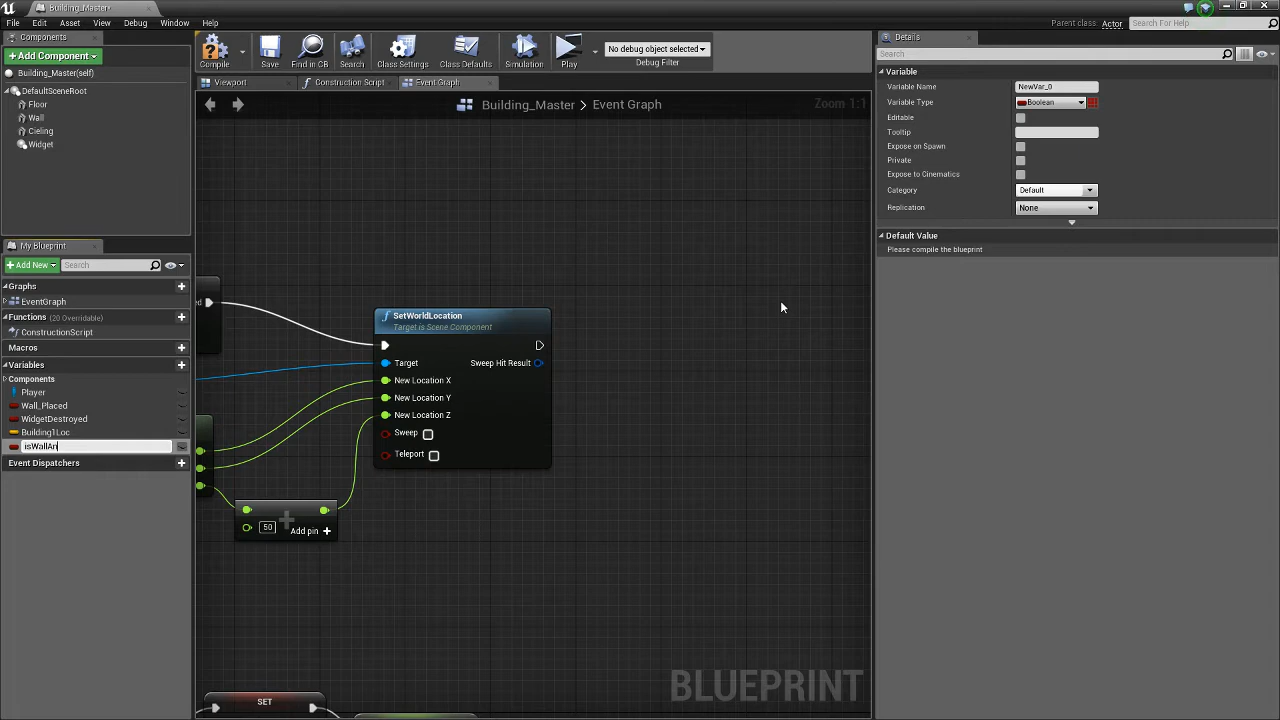 Building_Master*
File Edit Asset View Debug Window Help
Parent class: Actor
Search For Help
Components
Add Component
Building_Master(self)
DefaultSceneRoot
Floor
Wall
Cieling
Widget
My Blueprint
Add New
Search
Graphs
EventGraph
Functions (20 Overridable)
ConstructionScript
Macros
Variables
Components
Player
Wall_Placed
WidgetDestroyed
Building1Loc
isWallAn
Event Dispatchers
Compile Save Find in CB Search Class Settings Class Defaults Simulation Play
No debug object selected
Debug Filter
Viewport Construction Script Event Graph
Building_Master > Event Graph
Zoom 1:1
SetWorldLocation
Target is Scene Component
Target Sweep Hit Result
New Location X
New Location Y
New Location Z
Sweep
Teleport
50
Add pin
SET
BLUEPRINT
Details
Search
Variable
Variable Name NewVar_0
Variable Type Boolean
Editable
Tooltip
Expose on Spawn
Private
Expose to Cinematics
Category Default
Replication None
Default Value
Please compile the blueprint